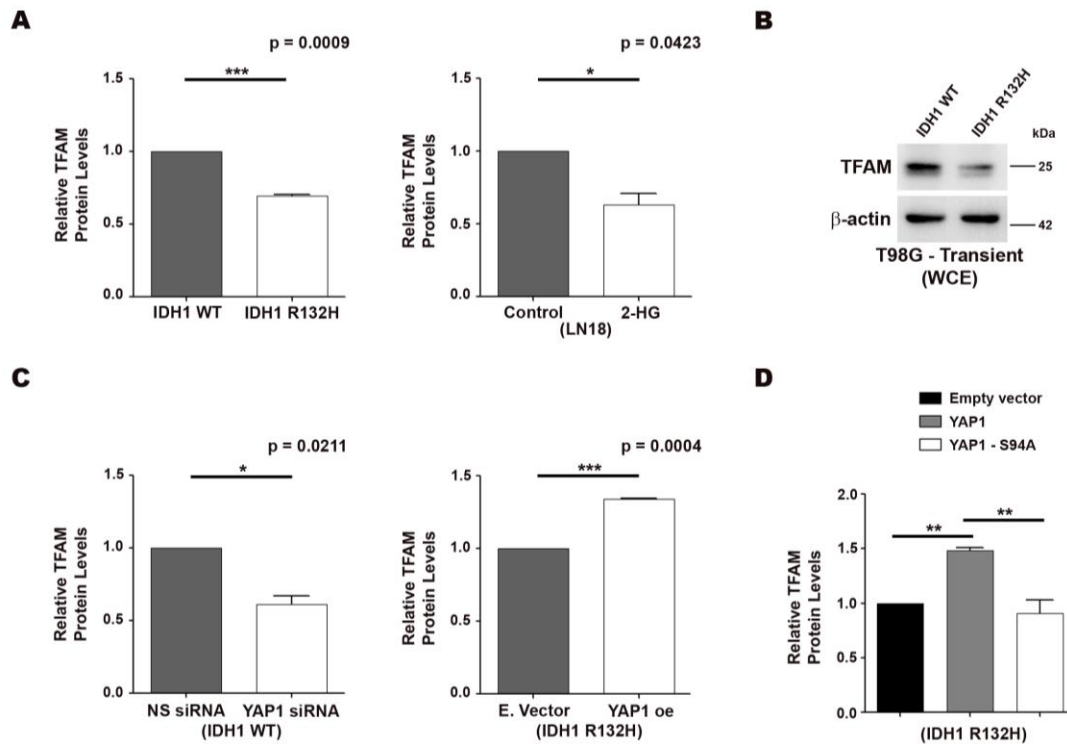 A
p = 0.0009
***
1.5
1.0
0.5
0.0
Relative TFAM
Protein Levels
IDH1 WT
IDH1 R132H
p = 0.0423
*
1.5
1.0
0.5
0.0
Relative TFAM
Protein Levels
Control
2-HG
(LN18)
B
IDH1 WT
IDH1 R132H
kDa
TFAM
25
β-actin
42
T98G - Transient
(WCE)
C
p = 0.0211
*
1.5
1.0
0.5
0.0
Relative TFAM
Protein Levels
NS siRNA
YAP1 siRNA
(IDH1 WT)
p = 0.0004
***
1.5
1.0
0.5
0.0
Relative TFAM
Protein Levels
E. Vector
YAP1 oe
(IDH1 R132H)
D
Empty vector
YAP1
YAP1 - S94A
**
**
2.0
1.5
1.0
0.5
0.0
Relative TFAM
Protein Levels
(IDH1 R132H)